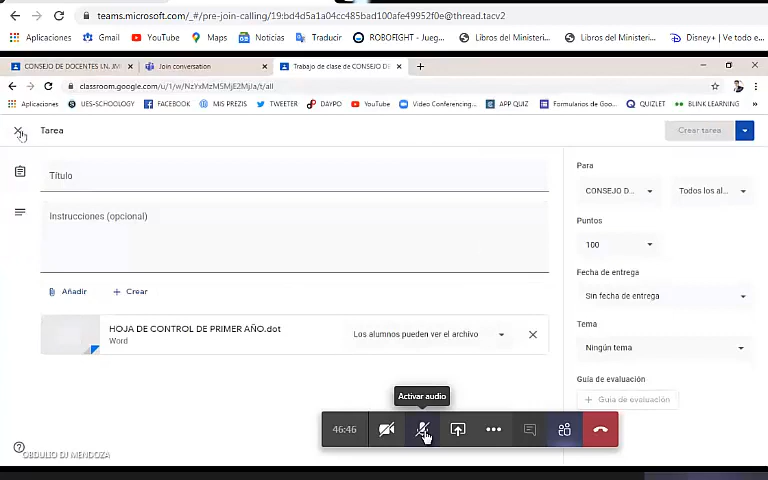 teams.microsoft.com/_#/pre-join-calling/19:bd4d5a1a04cc485bad100afe49952f0e@thread.tacv2
Aplicaciones Gmail YouTube Maps Noticias Traducir ROBOFIGHT - Jueg... Libros del Ministeri... Libros del Ministeri... Disney+ | Ve todo e...
CONSEJO DE DOCENTES I.N. JM Join conversation Trabajo de clase de CONSEJO DE
classroom.google.com/u/1/w/NzYxMzM5MjE2MjJa/t/all
Aplicaciones UES-SCHOOLOGY FACEBOOK MIS PREZIS TWEETER DAYPO YouTube Video Conferencing... APP QUIZ Formularios de Goo... QUIZLET BLINK LEARNING
Tarea
Crear tarea
Título
Instrucciones (opcional)
Añadir
Crear
HOJA DE CONTROL DE PRIMER AÑO.dot
Word
Los alumnos pueden ver el archivo
Para
CONSEJO D...
Todos los al...
Puntos
100
Fecha de entrega
Sin fecha de entrega
Tema
Ningún tema
Guía de evaluación
Guía de evaluación
Activar audio
46:46
OBDULIO DJ MENDOZA